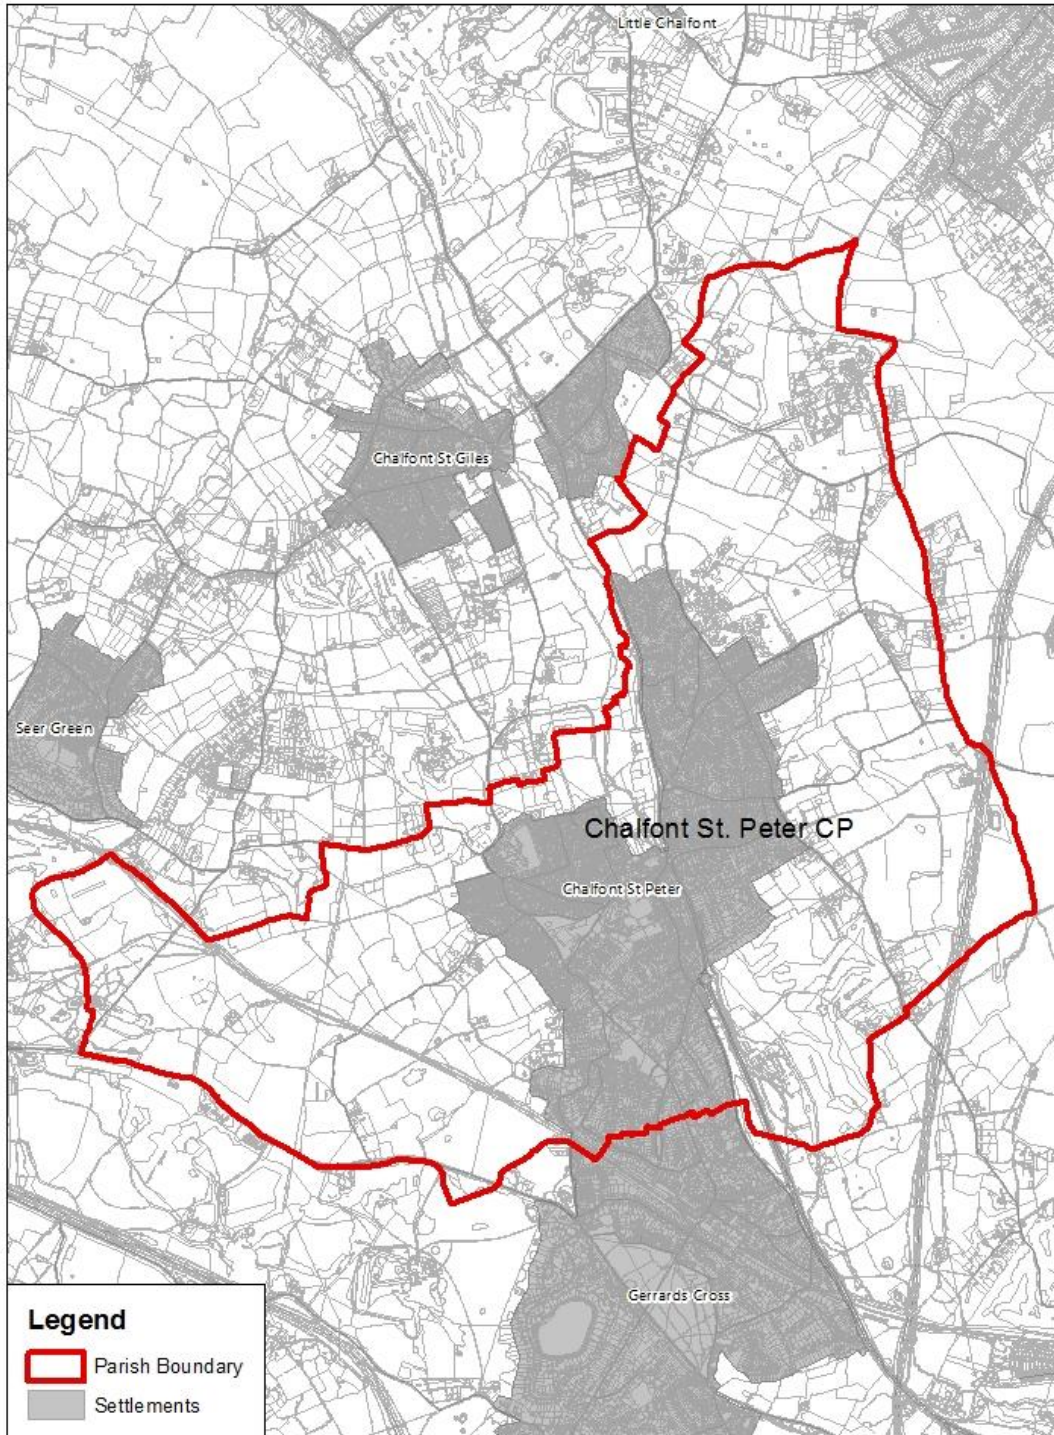 Little Chalfont
Chalfont St Giles
Seer Green
Chalfont St. Peter CP
Chalfont St Peter
Gerrards Cross
Legend
Parish Boundary
Settlements